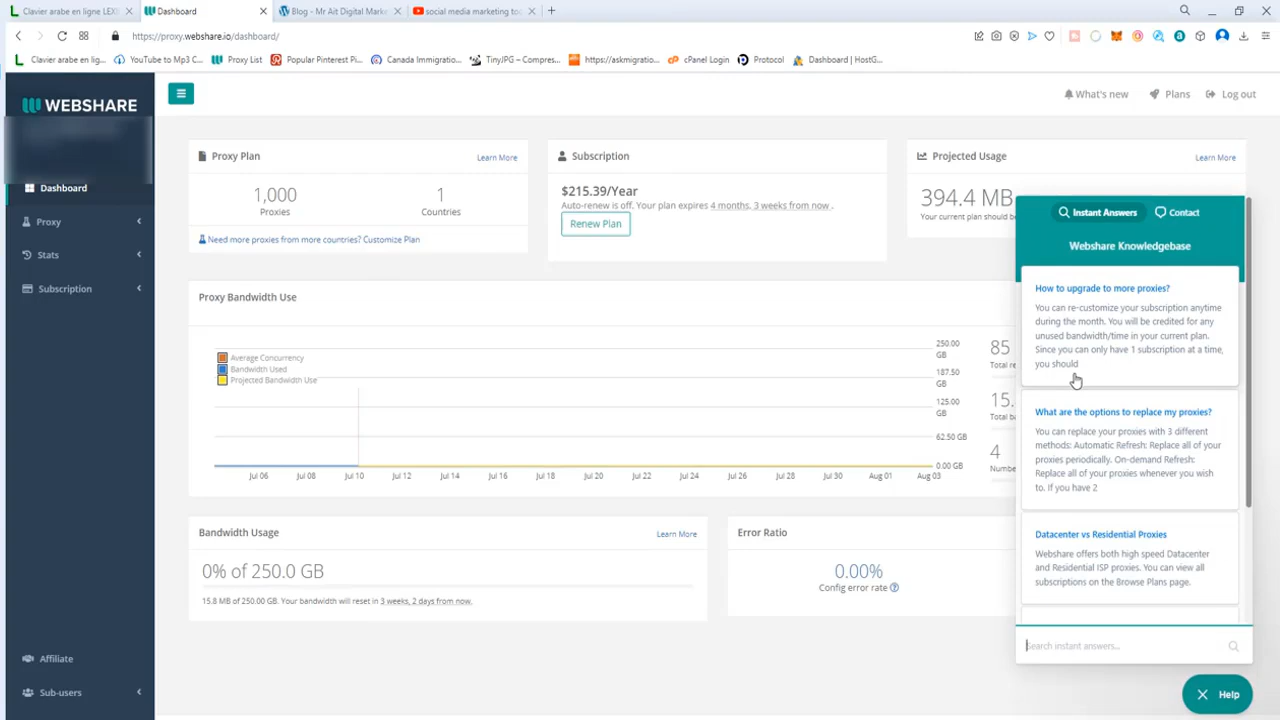 Clavier arabe en ligne LEXI
Dashboard
Blog - Mr Ait Digital Marke
social media marketing to
https://proxy.webshare.io/dashboard/
Clavier arabe en lig...
YouTube to Mp3 C...
Proxy List
Popular Pinterest Pi...
Canada Immigratio...
TinyJPG – Compres...
https://askmigratio...
cPanel Login
Protocol
Dashboard | HostG...
WEBSHARE
What's new
Plans
Log out
Dashboard
Proxy
Stats
Subscription
Affiliate
Sub-users
Proxy Plan
Learn More
1,000
Proxies
1
Countries
Need more proxies from more countries? Customize Plan
Subscription
$215.39/Year
Auto-renew is off. Your plan expires 4 months, 3 weeks from now .
Renew Plan
Projected Usage
Learn More
394.4 MB
Your current plan should b
Proxy Bandwidth Use
Average Concurrency
Bandwidth Used
Projected Bandwidth Use
250.00 GB
187.50 GB
125.00 GB
62.50 GB
0.00 GB
Jul 06 Jul 08 Jul 10 Jul 12 Jul 14 Jul 16 Jul 18 Jul 20 Jul 22 Jul 24 Jul 26 Jul 28 Jul 30 Aug 01 Aug 03
85
Total re
15.
Total ba
4
Number
Bandwidth Usage
Learn More
0% of 250.0 GB
15.8 MB of 250.00 GB. Your bandwidth will reset in 3 weeks, 2 days from now.
Error Ratio
0.00%
Config error rate
Instant Answers
Contact
Webshare Knowledgebase
How to upgrade to more proxies?
You can re-customize your subscription anytime
during the month. You will be credited for any
unused bandwidth/time in your current plan.
Since you can only have 1 subscription at a time,
you should
What are the options to replace my proxies?
You can replace your proxies with 3 different
methods: Automatic Refresh: Replace all of your
proxies periodically. On-demand Refresh:
Replace all of your proxies whenever you wish
to. If you have 2
Datacenter vs Residential Proxies
Webshare offers both high speed Datacenter
and Residential ISP proxies. You can view all
subscriptions on the Browse Plans page.
Search instant answers...
Help